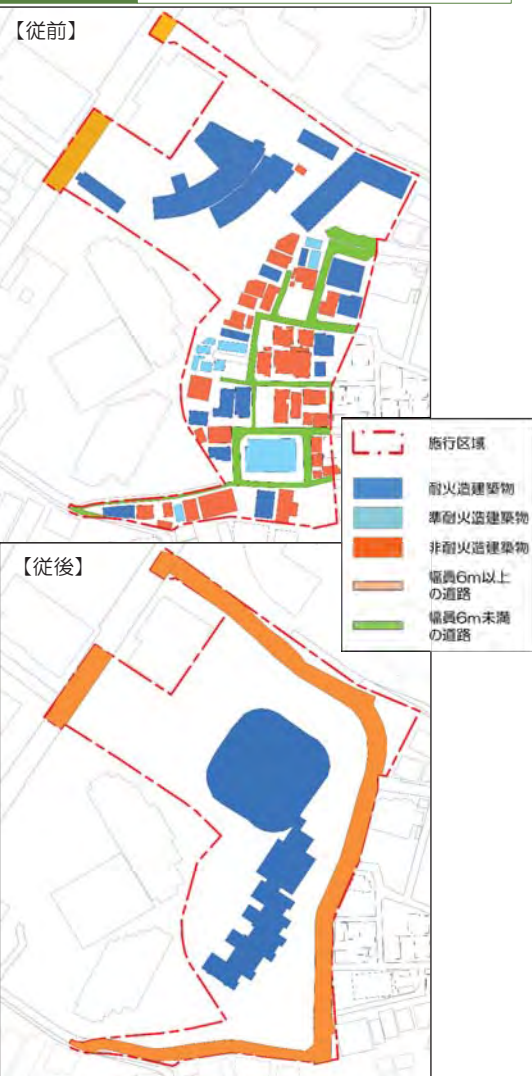 【従前】
施行区域
耐火造建築物
準耐火造建築物
非耐火造建築物
幅員6m以上
の道路
幅員6m未満
の道路
【従後】